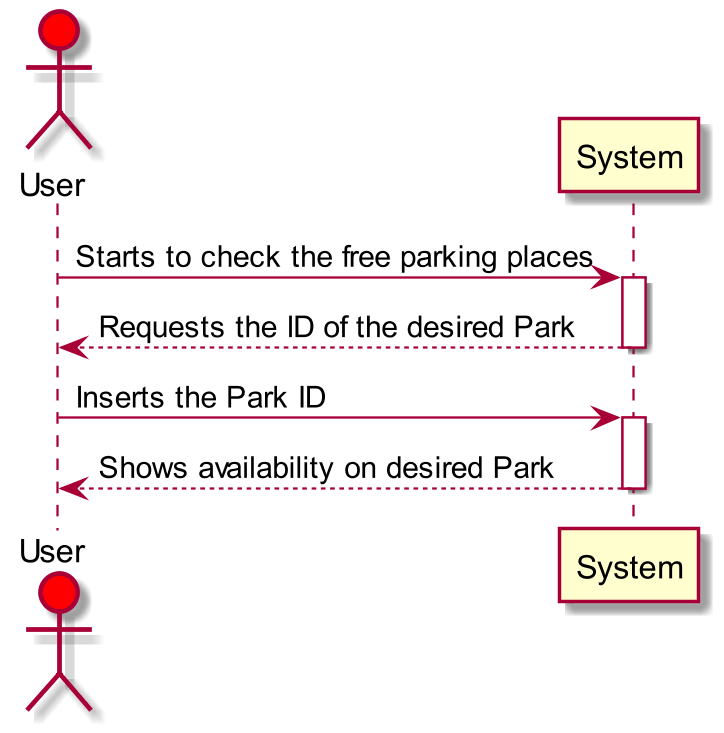 User
System
Starts to check the free parking places
Requests the ID of the desired Park
Inserts the Park ID
Shows availability on desired Park
User
System